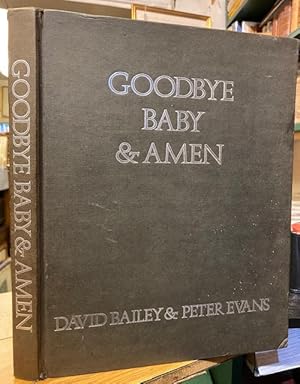 GOODBYE BABY & AMEN
GOODBYE
BABY
& AMEN
DAVID BAILEY & PETER EVANS